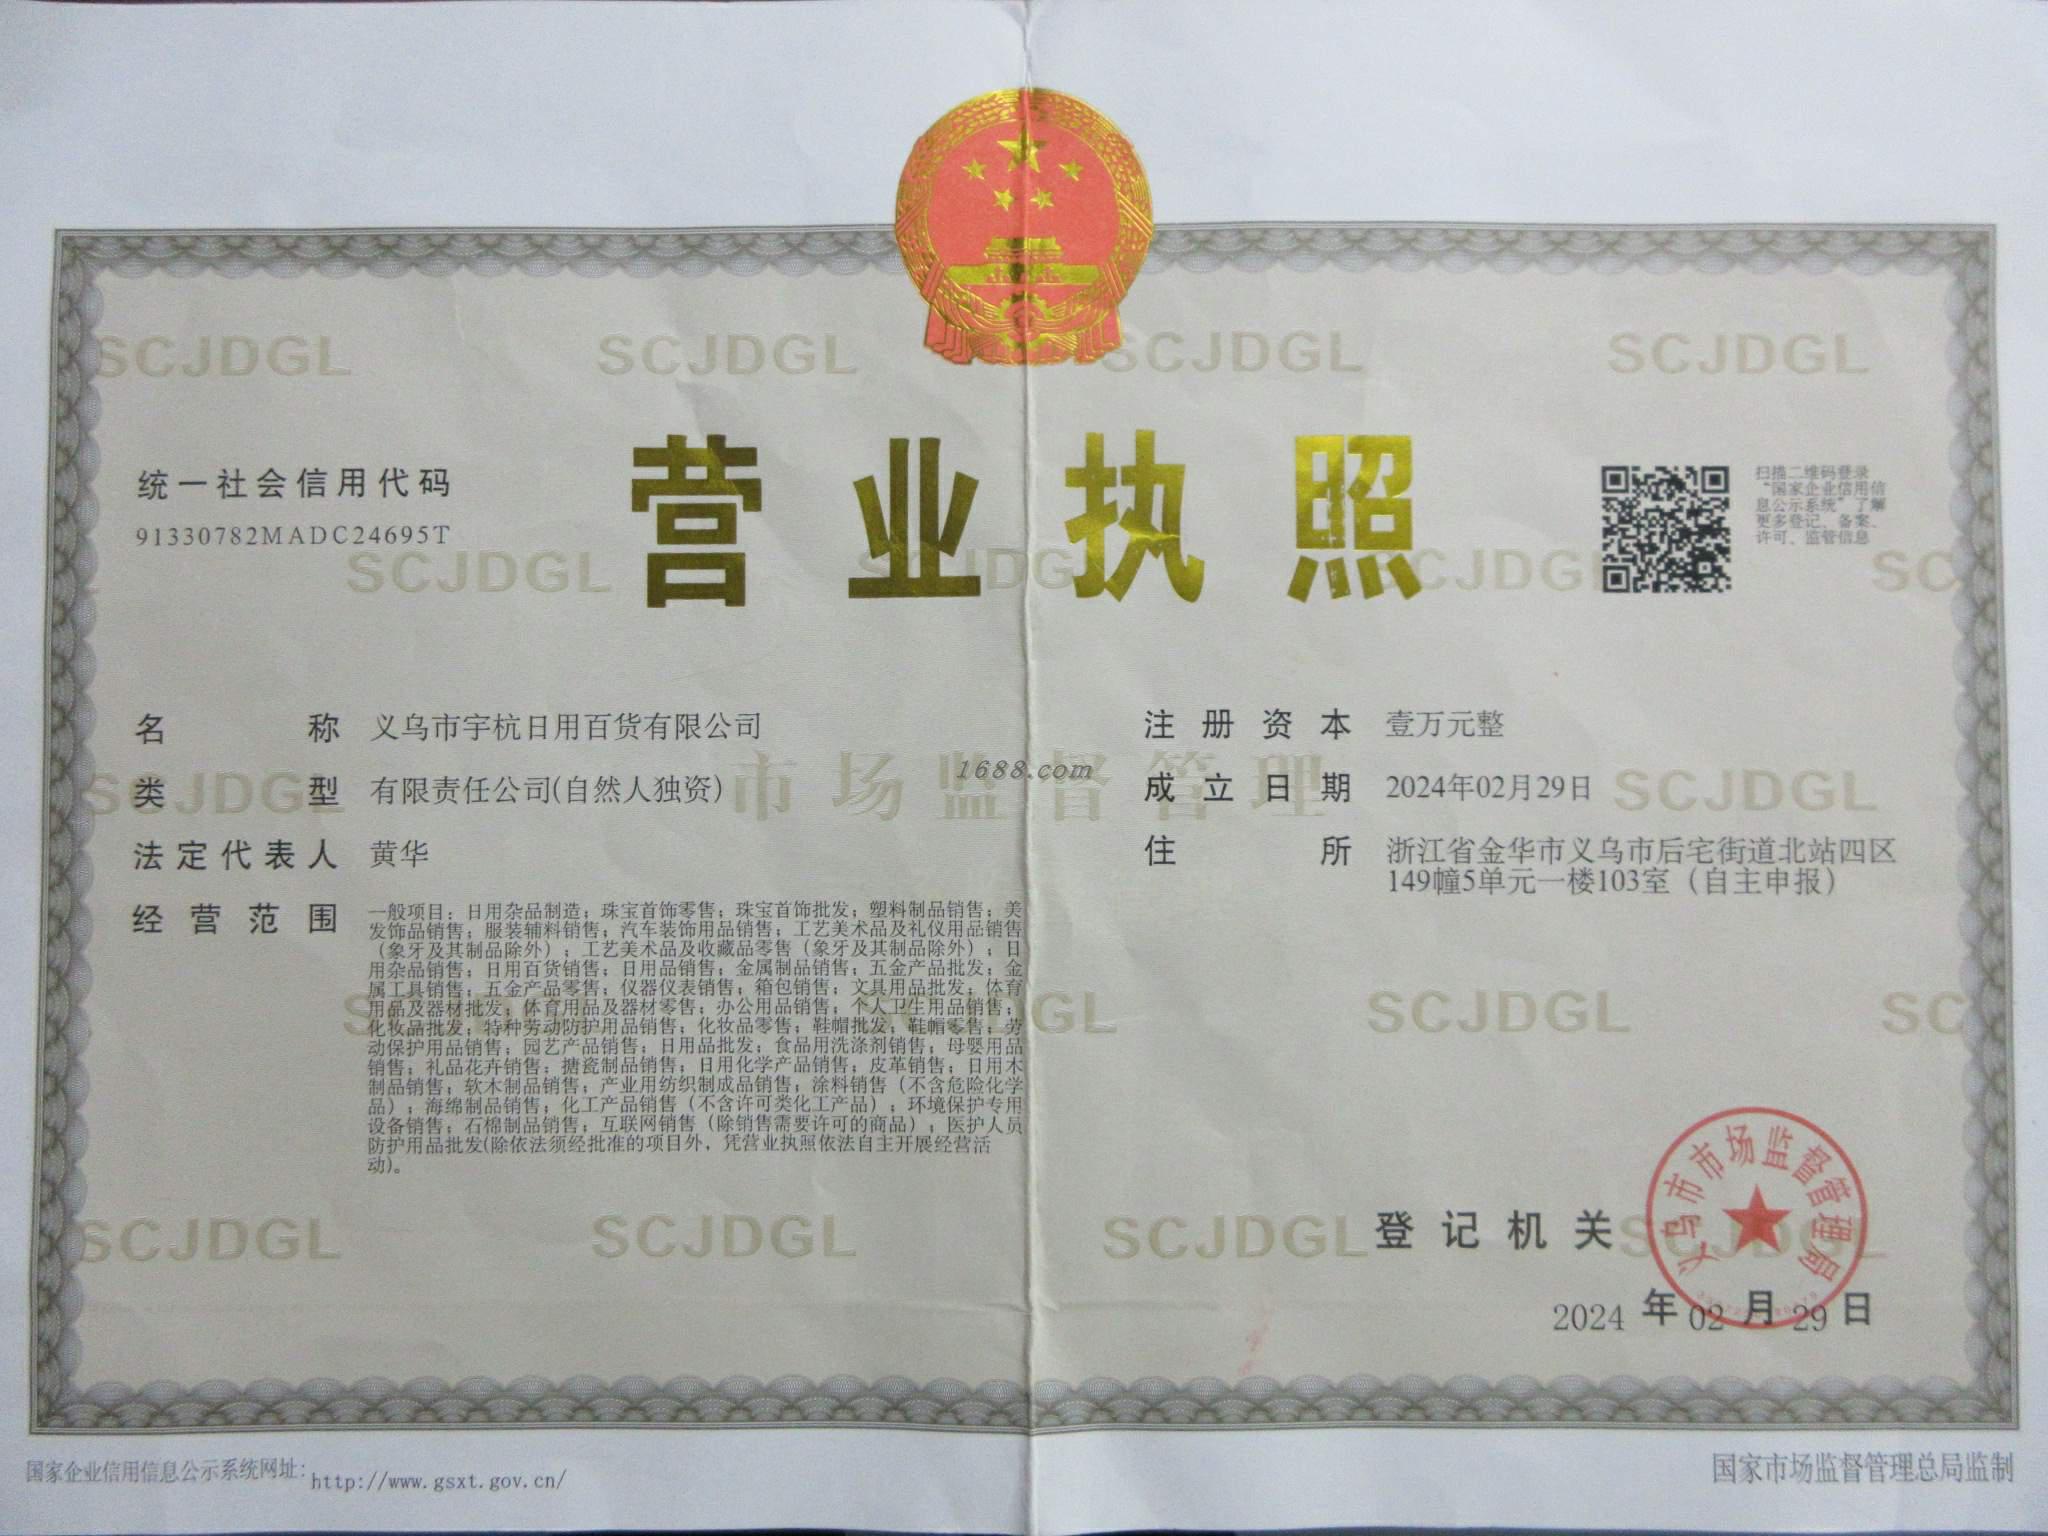 SCJDGL SCJDGL SCJDGL SCJDGL
营业执照
统一社会信用代码
91330782MADC24695T
扫描二维码登录
“国家企业信用信
息公示系统”了解
更多登记、备案、
许可、监管信息
SCJDGL SCJDGL SC
名称 义乌市宇杭日用百货有限公司
类型 有限责任公司(自然人独资)
法定代表人 黄华
经营范围 一般项目：日用杂品制造；珠宝首饰零售；珠宝首饰批发；塑料制品销售；美
发饰品销售；服装辅料销售；汽车装饰用品销售；工艺美术品及礼仪用品销售
（象牙及其制品除外）；工艺美术品及收藏品零售（象牙及其制品除外）；日
用杂品销售；日用百货销售；日用品销售；金属制品销售；五金产品批发；金
属工具销售；五金产品零售；仪器仪表销售；箱包销售；文具用品批发；体育
用品及器材批发；体育用品及器材零售；办公用品销售；个人卫生用品销售；
化妆品批发；特种劳动防护用品销售；化妆品零售；鞋帽批发；鞋帽零售；劳
动保护用品销售；园艺产品销售；日用品批发；食品用洗涤剂销售；母婴用品
销售；礼品花卉销售；搪瓷制品销售；日用化学产品销售；皮革销售；日用木
制品销售；软木制品销售；产业用纺织制成品销售；涂料销售（不含危险化学
品）；海绵制品销售；化工产品销售（不含许可类化工产品）；环境保护专用
设备销售；石棉制品销售；互联网销售（除销售需要许可的商品）；医护人员
防护用品批发(除依法须经批准的项目外，凭营业执照依法自主开展经营活
动)。
注册资本 壹万元整
成立日期 2024年02月29日
住所 浙江省金华市义乌市后宅街道北站四区
149幢5单元一楼103室（自主申报）
市场监督管理
1688.com
SCJDGL SCJDGL
SCJDGL SC
SCJDGL SCJDGL SCJDGL
登记机关
义乌市市场监督管理局
2024年02月29日
国家企业信用信息公示系统网址：http://www.gsxt.gov.cn/
国家市场监督管理总局监制